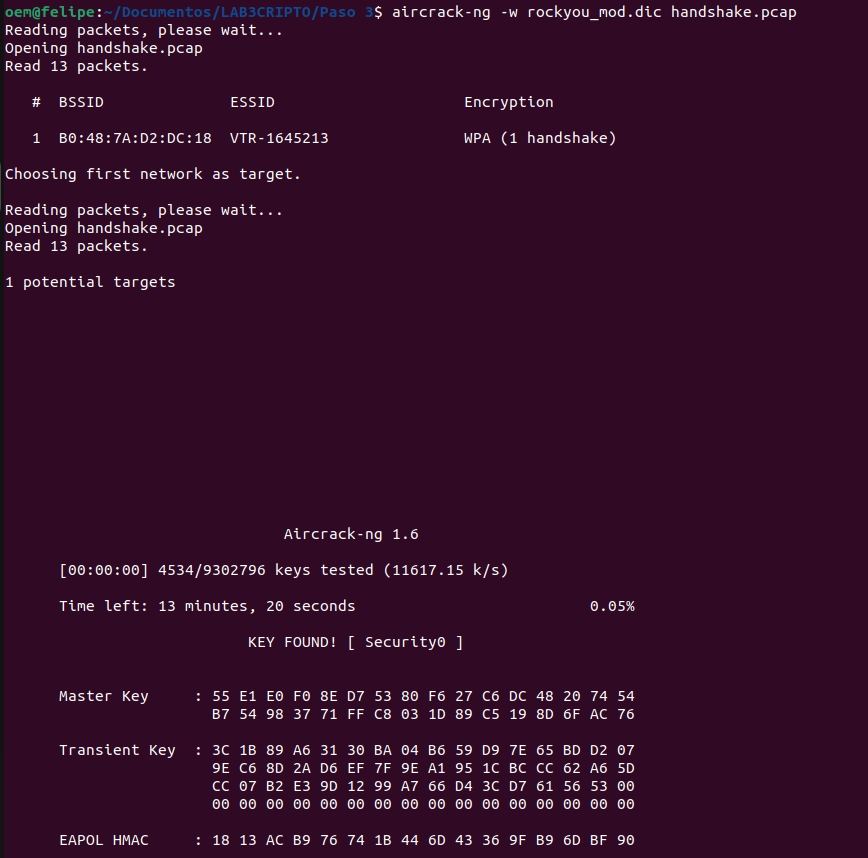 oem@felipe:~/Documentos/LAB3CRIPTO/Paso 3$ aircrack-ng -w rockyou_mod.dic handshake.pcap
Reading packets, please wait...
Opening handshake.pcap
Read 13 packets.
# BSSID ESSID Encryption
1 B0:48:7A:D2:DC:18 VTR-1645213 WPA (1 handshake)
Choosing first network as target.
Reading packets, please wait...
Opening handshake.pcap
Read 13 packets.
1 potential targets
Aircrack-ng 1.6
[00:00:00] 4534/9302796 keys tested (11617.15 k/s)
Time left: 13 minutes, 20 seconds 0.05%
KEY FOUND! [ Security0 ]
Master Key : 55 E1 E0 F0 8E D7 53 80 F6 27 C6 DC 48 20 74 54
B7 54 98 37 71 FF C8 03 1D 89 C5 19 8D 6F AC 76
Transient Key : 3C 1B 89 A6 31 30 BA 04 B6 59 D9 7E 65 BD D2 07
9E C6 8D 2A D6 EF 7F 9E A1 95 1C BC CC 62 A6 5D
CC 07 B2 E3 9D 12 99 A7 66 D4 3C D7 61 56 53 00
00 00 00 00 00 00 00 00 00 00 00 00 00 00 00 00
EAPOL HMAC : 18 13 AC B9 76 74 1B 44 6D 43 36 9F B9 6D BF 90